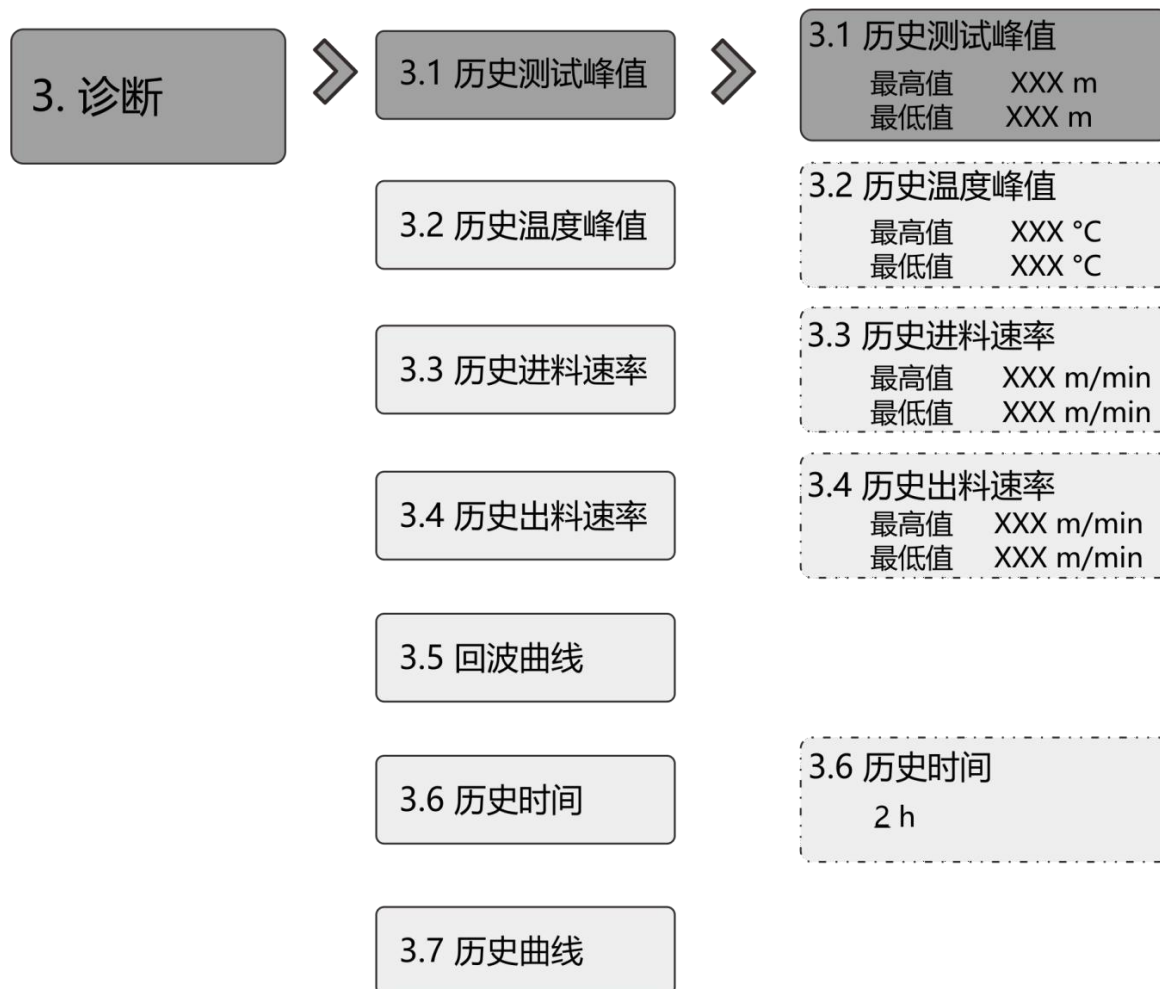 3. 诊断
3.1 历史测试峰值
3.1 历史测试峰值
最高值 XXX m
最低值 XXX m
3.2 历史温度峰值
3.2 历史温度峰值
最高值 XXX °C
最低值 XXX °C
3.3 历史进料速率
3.3 历史进料速率
最高值 XXX m/min
最低值 XXX m/min
3.4 历史出料速率
3.4 历史出料速率
最高值 XXX m/min
最低值 XXX m/min
3.5 回波曲线
3.6 历史时间
3.6 历史时间
2 h
3.7 历史曲线